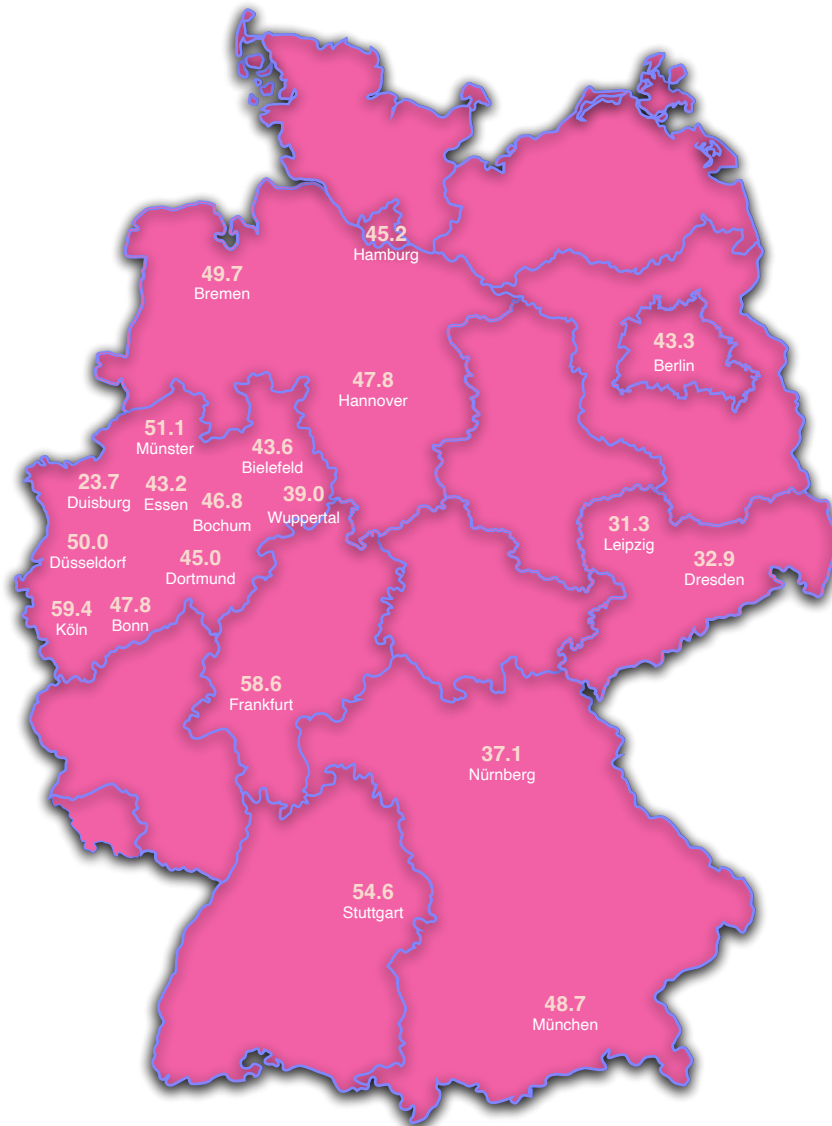 45.2
Hamburg
49.7
Bremen
43.3
Berlin
47.8
Hannover
51.1
Münster
43.6
Bielefeld
23.7
Duisburg
43.2
Essen
46.8
Bochum
39.0
Wuppertal
31.3
Leipzig
50.0
Düsseldorf
45.0
Dortmund
32.9
Dresden
59.4
Köln
47.8
Bonn
58.6
Frankfurt
37.1
Nürnberg
54.6
Stuttgart
48.7
München